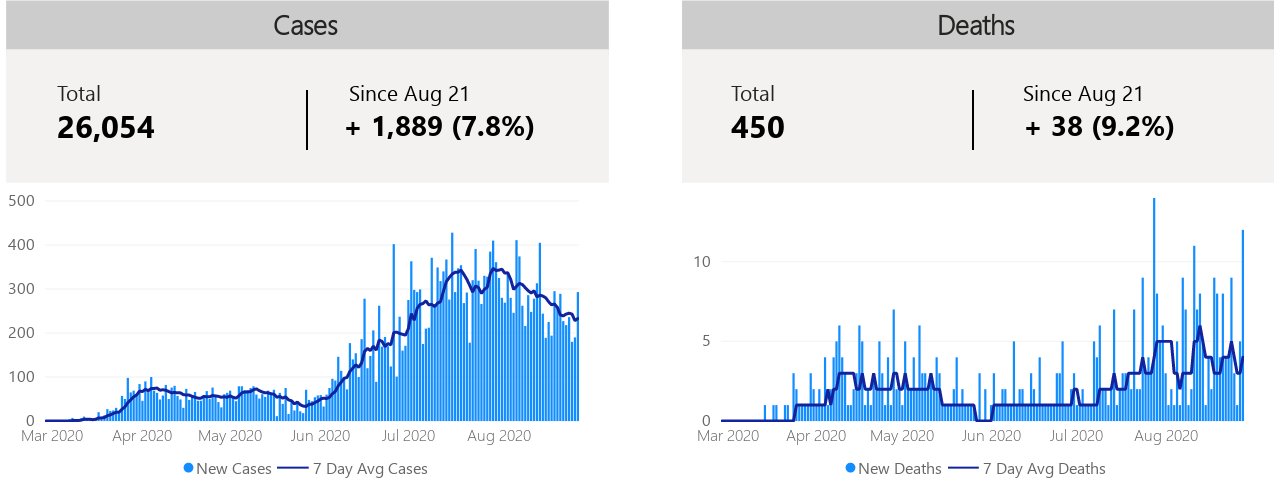 Cases
Total
26,054
Since Aug 21
+ 1,889 (7.8%)
500
400
300
200
100
0
Mar 2020 Apr 2020 May 2020 Jun 2020 Jul 2020 Aug 2020
New Cases 7 Day Avg Cases
Deaths
Total
450
Since Aug 21
+ 38 (9.2%)
10
5
0
Mar 2020 Apr 2020 May 2020 Jun 2020 Jul 2020 Aug 2020
New Deaths 7 Day Avg Deaths